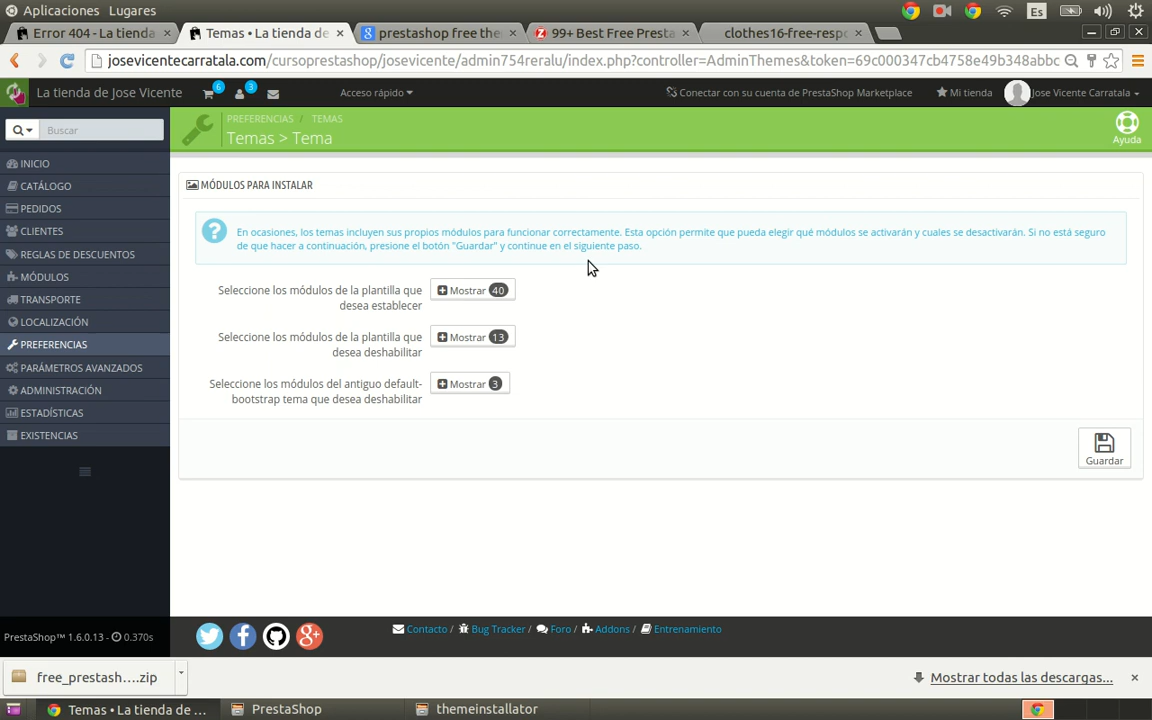 Aplicaciones Lugares
Es
Error 404 - La tienda
Temas • La tienda de
prestashop free the
99+ Best Free Presta
clothes16-free-resp
josevicentecarratala.com/cursoprestashop/josevicente/admin754reralu/index.php?controller=AdminThemes&token=69c000347cb4758e49b348abbc
La tienda de Jose Vicente
6
3
Acceso rápido
Conectar con su cuenta de PrestaShop Marketplace
Mi tienda
Jose Vicente Carratala
Buscar
PREFERENCIAS / TEMAS
Temas > Tema
Ayuda
INICIO
CATÁLOGO
PEDIDOS
CLIENTES
REGLAS DE DESCUENTOS
MÓDULOS
TRANSPORTE
LOCALIZACIÓN
PREFERENCIAS
PARÁMETROS AVANZADOS
ADMINISTRACIÓN
ESTADÍSTICAS
EXISTENCIAS
MÓDULOS PARA INSTALAR
En ocasiones, los temas incluyen sus propios módulos para funcionar correctamente. Esta opción permite que pueda elegir qué módulos se activarán y cuales se desactivarán. Si no está seguro
de que hacer a continuación, presione el botón "Guardar" y continue en el siguiente paso.
Seleccione los módulos de la plantilla que
desea establecer
Mostrar 40
Seleccione los módulos de la plantilla que
desea deshabilitar
Mostrar 13
Seleccione los módulos del antiguo default-
bootstrap tema que desea deshabilitar
Mostrar 3
Guardar
PrestaShop™ 1.6.0.13 - 0.370s
Contacto / Bug Tracker / Foro / Addons / Entrenamiento
free_prestash….zip
Mostrar todas las descargas...
Temas • La tienda de ...
PrestaShop
themeinstallator